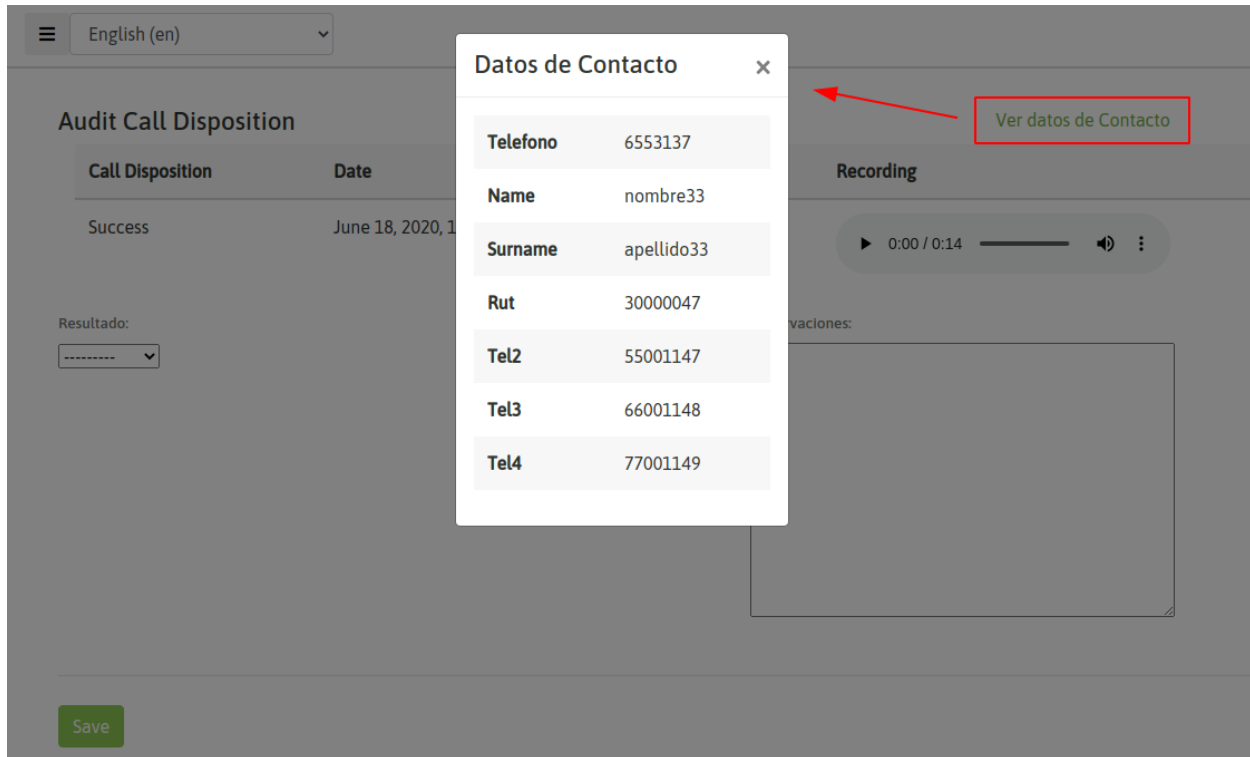 English (en)
Datos de Contacto ×
Audit Call Disposition
Ver datos de Contacto
Call Disposition Date Recording
Success June 18, 2020, 1
0:00 / 0:14
Telefono 6553137
Name nombre33
Surname apellido33
Rut 30000047
Tel2 55001147
Tel3 66001148
Tel4 77001149
Resultado:
---------
vaciones:
Save